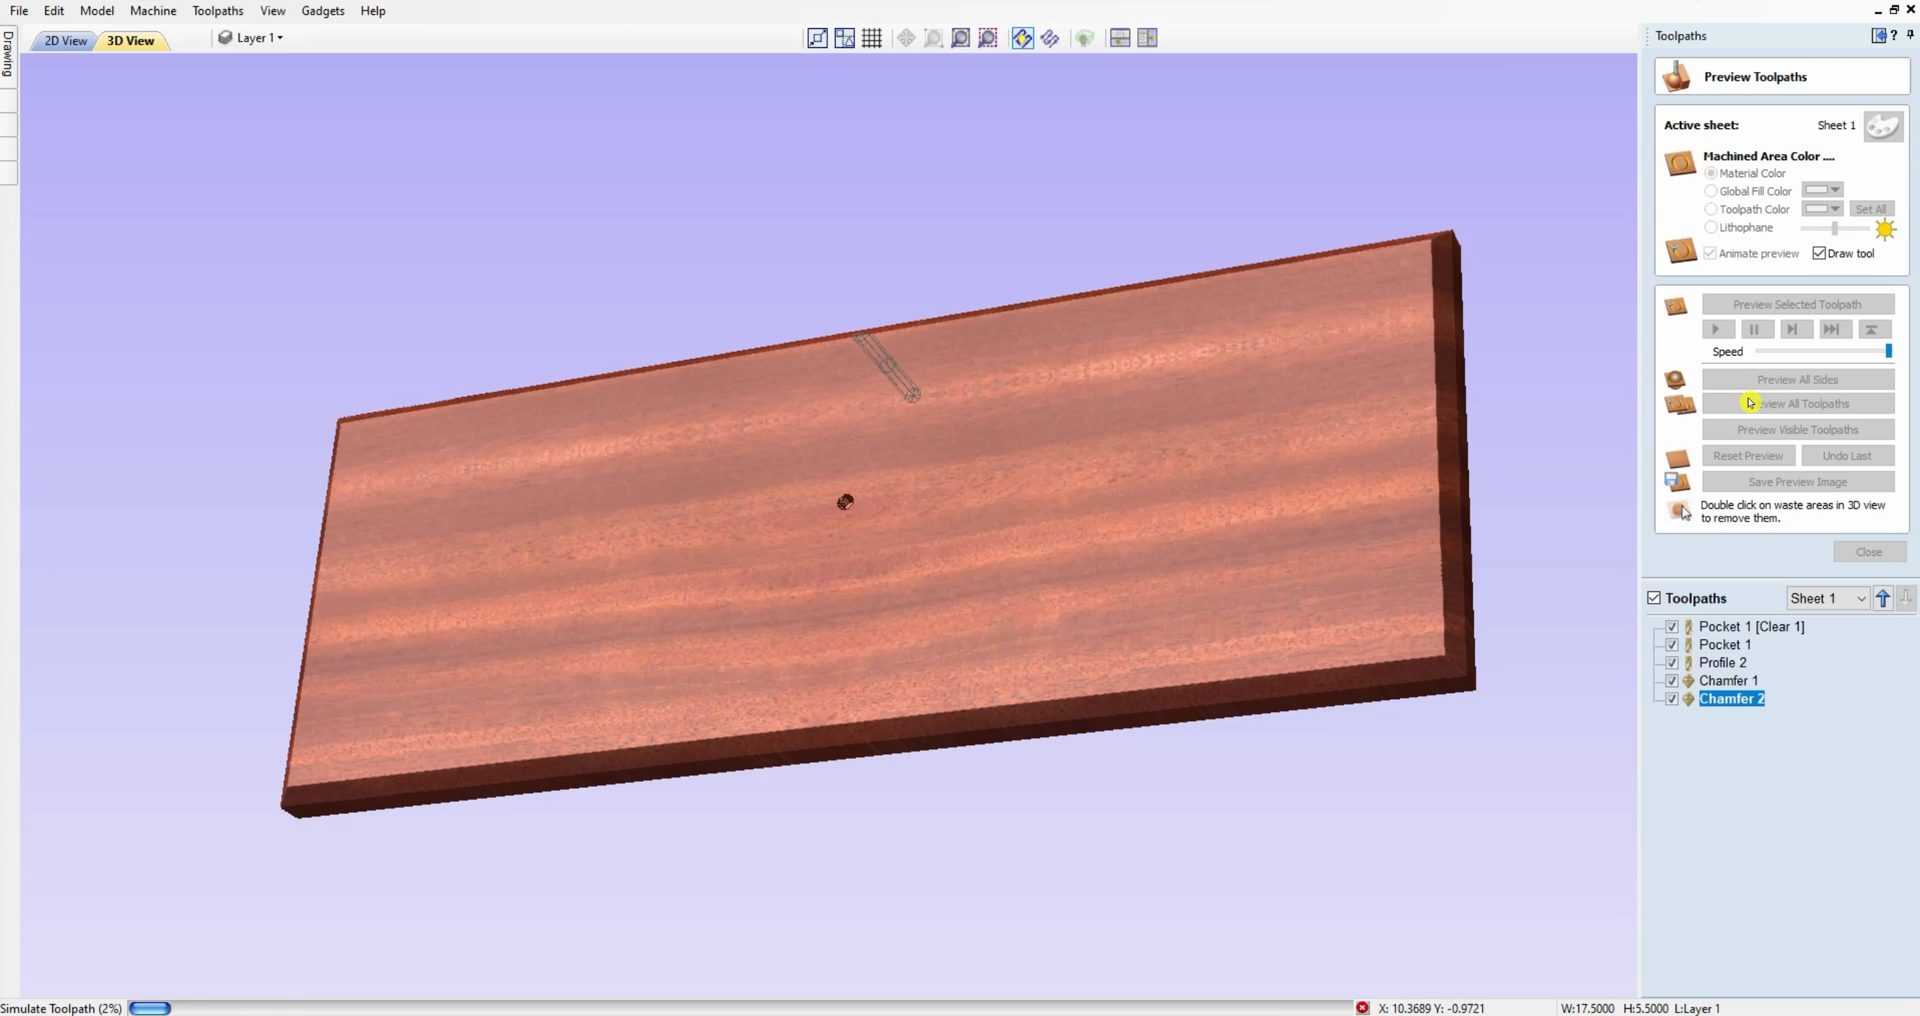 File Edit Model Machine Toolpaths View Gadgets Help
Drawing
2D View 3D View Layer 1
Toolpaths ?
Preview Toolpaths
Active sheet: Sheet 1
Machined Area Color ....
Material Color
Global Fill Color
Toolpath Color Set All
Lithophane
Animate preview Draw tool
Preview Selected Toolpath
Speed
Preview All Sides
view All Toolpaths
Preview Visible Toolpaths
Reset Preview Undo Last
Save Preview Image
Double click on waste areas in 3D view
to remove them.
Close
Toolpaths Sheet 1
Pocket 1 [Clear 1]
Pocket 1
Profile 2
Chamfer 1
Chamfer 2
Simulate Toolpath (2%) X: 10.3689 Y: -0.9721 W:17.5000 H:5.5000 L:Layer 1